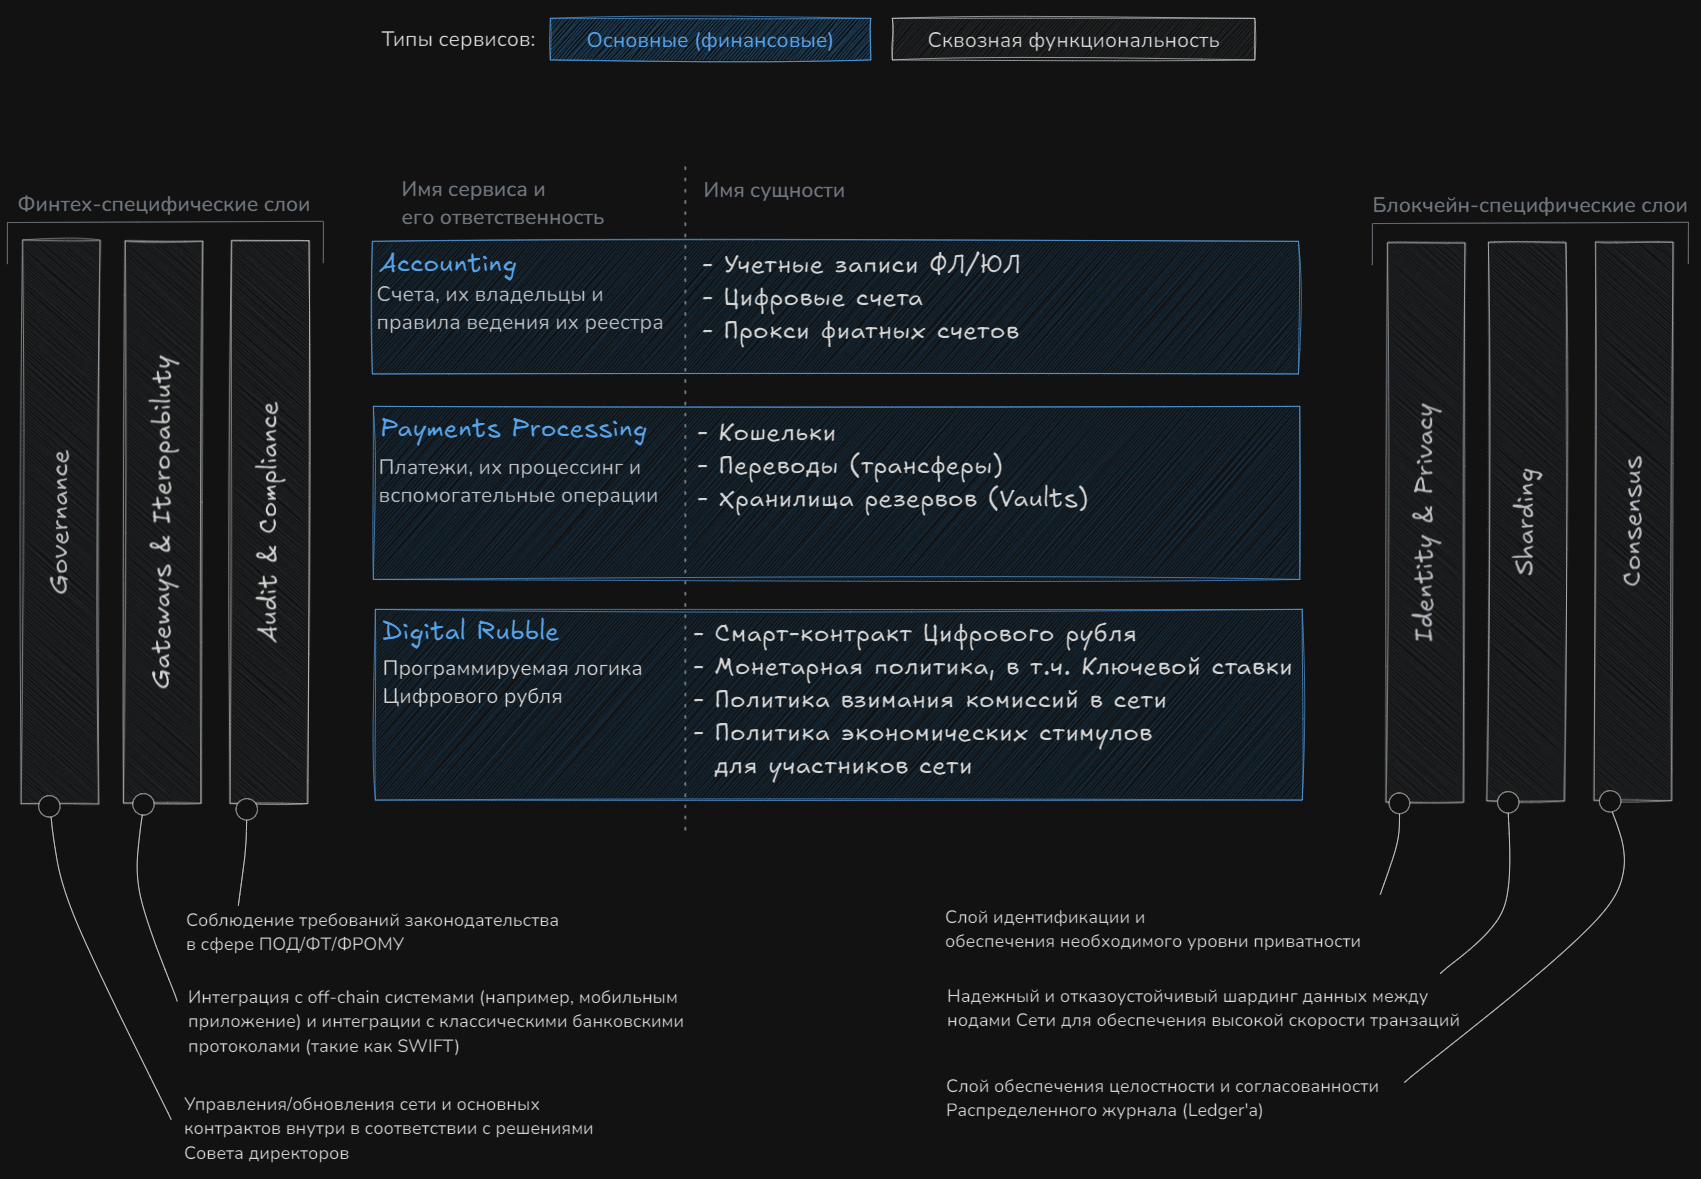 Типы сервисов:
Основные (финансовые)
Сквозная функциональность
Финтех-специфические слои
Имя сервиса и
его ответственность
Имя сущности
Блокчейн-специфические слои
Governance
Gateways & Iteropabiluty
Audit & Compliance
Accounting
Счета, их владельцы и
правила ведения их реестра
- Учетные записи ФЛ/ЮЛ
- Цифровые счета
- Прокси фиатных счетов
Payments Processing
Платежи, их процессинг и
вспомогательные операции
- Кошельки
- Переводы (трансферы)
- Хранилища резервов (Vaults)
Digital Rubble
Программируемая логика
Цифрового рубля
- Смарт-контракт Цифрового рубля
- Монетарная политика, в т.ч. Ключевой ставки
- Политика взимания комиссий в сети
- Политика экономических стимулов
для участников сети
Identity & Privacy
Sharding
Consensus
Соблюдение требований законодательства
в сфере ПОД/ФТ/ФРОМУ
Интеграция с off-chain системами (например, мобильным
приложение) и интеграции с классическими банковскими
протоколами (такие как SWIFT)
Управления/обновления сети и основных
контрактов внутри в соответствии с решениями
Совета директоров
Слой идентификации и
обеспечения необходимого уровни приватности
Надежный и отказоустойчивый шардинг данных между
нодами Сети для обеспечения высокой скорости транзаций
Слой обеспечения целостности и согласованности
Распределенного журнала (Ledger'а)